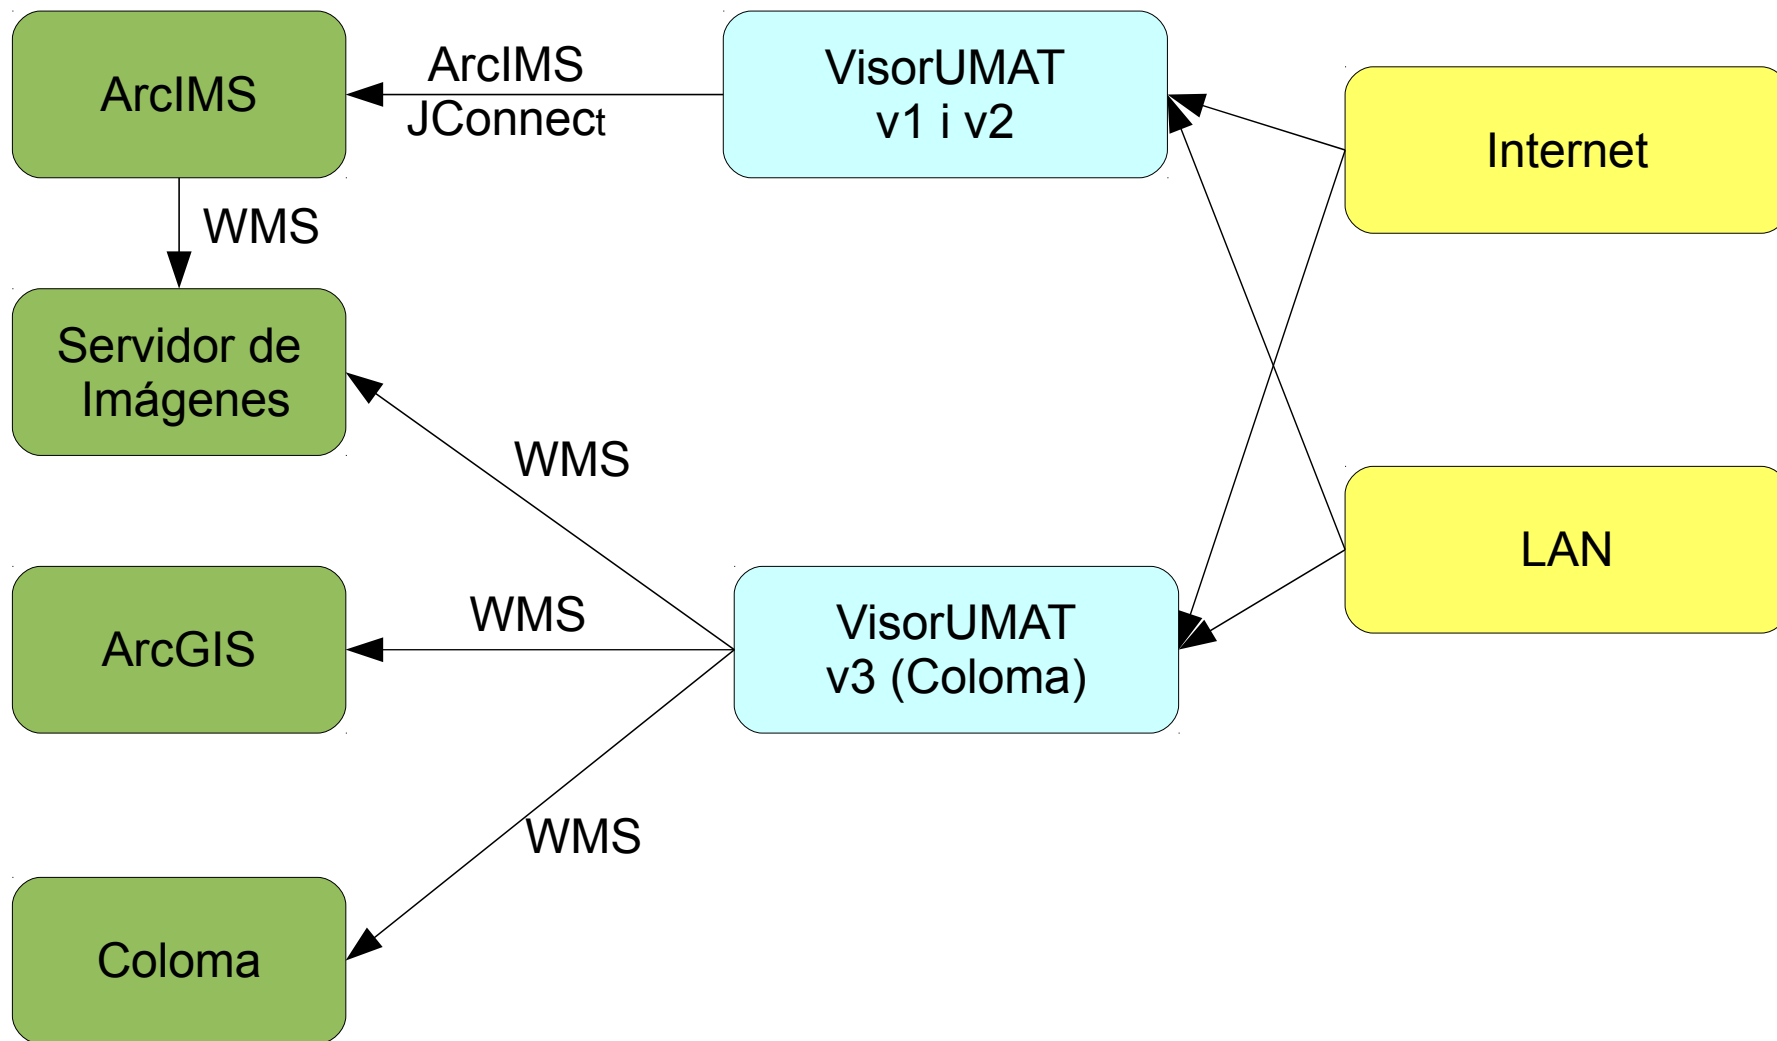 ArcIMS
ArcIMS
JConnect
VisorUMAT
v1 i v2
Internet
WMS
Servidor de
Imágenes
WMS
LAN
ArcGIS
WMS
VisorUMAT
v3 (Coloma)
WMS
Coloma